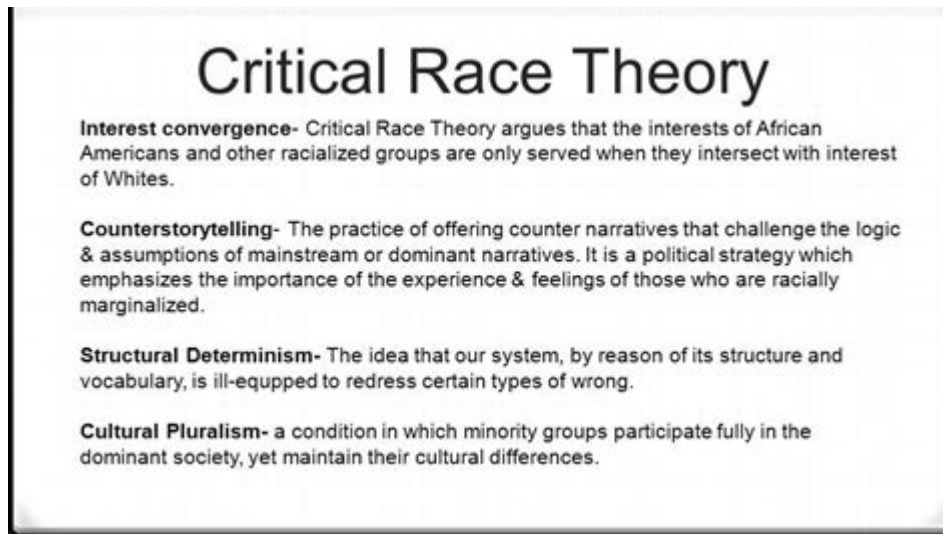 Critical Race Theory
Interest convergence- Critical Race Theory argues that the interests of African
Americans and other racialized groups are only served when they intersect with interest
of Whites.
Counterstorytelling- The practice of offering counter narratives that challenge the logic
& assumptions of mainstream or dominant narratives. It is a political strategy which
emphasizes the importance of the experience & feelings of those who are racially
marginalized.
Structural Determinism- The idea that our system, by reason of its structure and
vocabulary, is ill-equpped to redress certain types of wrong.
Cultural Pluralism- a condition in which minority groups participate fully in the
dominant society, yet maintain their cultural differences.